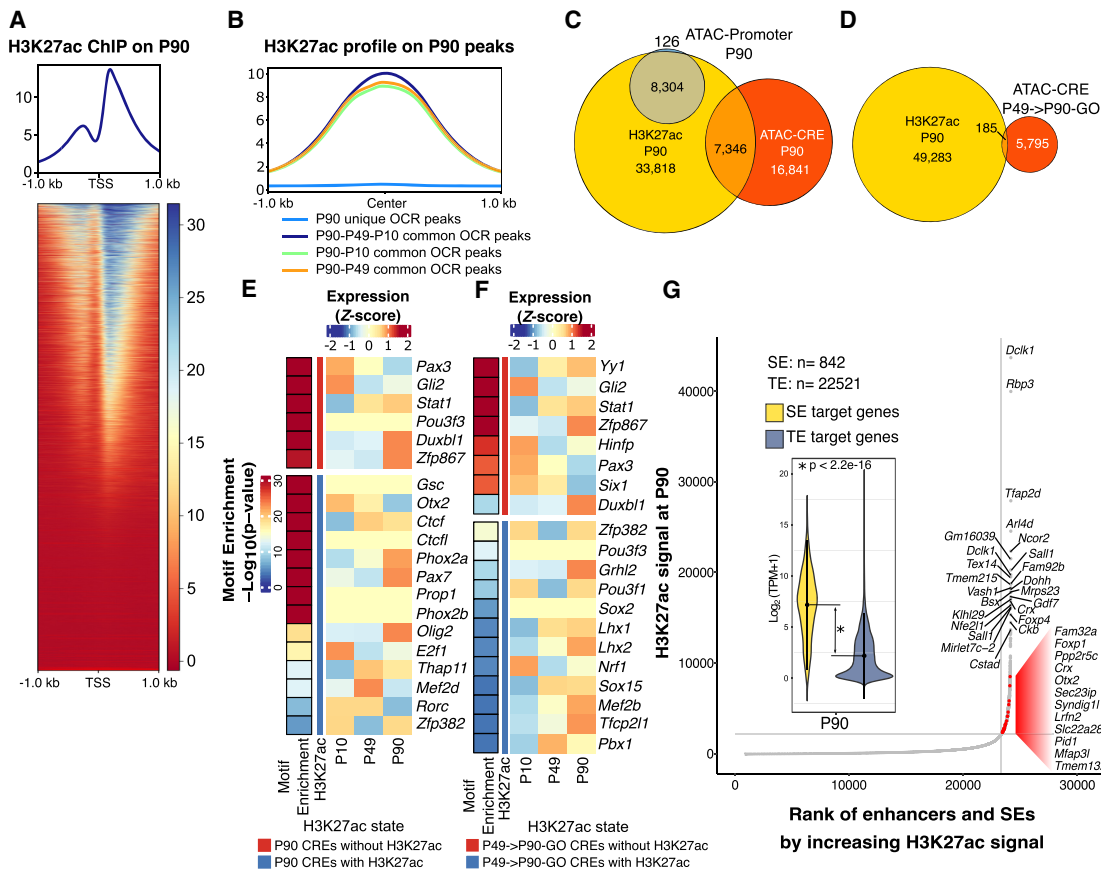 A
H3K27ac ChIP on P90
10
5
0
-1.0 kb
TSS
1.0 kb
30
25
20
15
10
5
0
-1.0 kb
TSS
1.0 kb
B
H3K27ac profile on P90 peaks
10
8
6
4
2
0
-1.0 kb
Center
1.0 kb
P90 unique OCR peaks
P90-P49-P10 common OCR peaks
P90-P10 common OCR peaks
P90-P49 common OCR peaks
C
126
ATAC-Promoter
P90
8,304
H3K27ac
P90
33,818
7,346
ATAC-CRE
P90
16,841
D
ATAC-CRE
P49->P90-GO
H3K27ac
P90
49,283
185
5,795
E
Expression
(Z-score)
-2 -1 0 1 2
Pax3
Gli2
Stat1
Pou3f3
Duxbl1
Zfp867
Gsc
Otx2
Ctcf
Ctcfl
Phox2a
Pax7
Prop1
Phox2b
Olig2
E2f1
Thap11
Mef2d
Rorc
Zfp382
Motif Enrichment
−Log10(p−value)
0 10 20 30
Motif
Enrichment
H3K27ac
P10
P49
P90
H3K27ac state
P90 CREs without H3K27ac
P90 CREs with H3K27ac
F
Expression
(Z-score)
-2 -1 0 1 2
Yy1
Gli2
Stat1
Zfp867
Hinfp
Pax3
Six1
Duxbl1
Zfp382
Pou3f3
Grhl2
Pou3f1
Sox2
Lhx1
Lhx2
Nrf1
Sox15
Mef2b
Tfcp2l1
Pbx1
Motif
Enrichment
H3K27ac
P10
P49
P90
H3K27ac state
P49->P90-GO CREs without H3K27ac
P49->P90-GO CREs with H3K27ac
G
H3K27ac signal at P90
40000
30000
20000
10000
0
SE: n= 842
TE: n= 22521
SE target genes
TE target genes
* p < 2.2e-16
20
15
10
5
0
Log2 (TPM+1)
*
P90
Dclk1
Rbp3
Tfap2d
Arl4d
Gm16039
Ncor2
Dclk1
Sall1
Tex14
Fam92b
Tmem215
Dohh
Vash1
Mrps23
Bsx
Gdf7
Klhl29
Crx
Nfe2l1
Foxp4
Sall1
Ckb
Mirlet7c−2
Cstad
Fam32a
Foxp1
Ppp2r5c
Crx
Otx2
Sec23ip
Syndig1l
Lrfn2
Slc22a28
Pid1
Mfap3l
Tmem13
0
10000
20000
30000
Rank of enhancers and SEs
by increasing H3K27ac signal